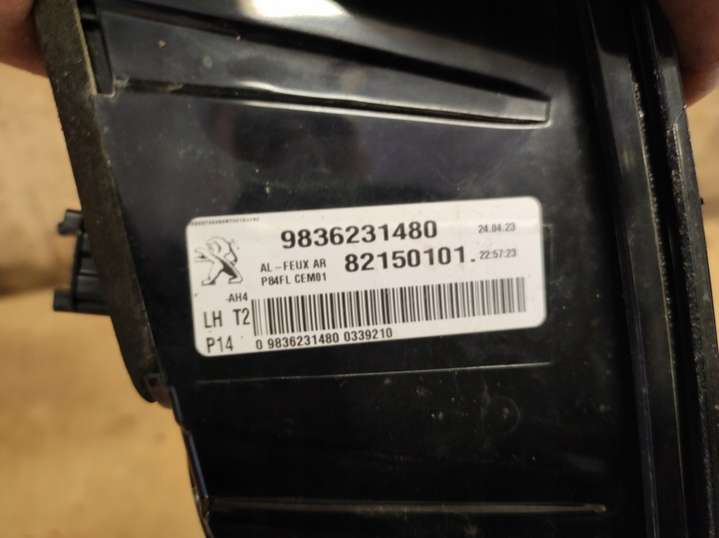 9836231480 24.04.23
AL-FEUX AR 82150101. 22:57:23
P84FL CEM01
AH4
LH T2
P14 0 9836231480 0339210